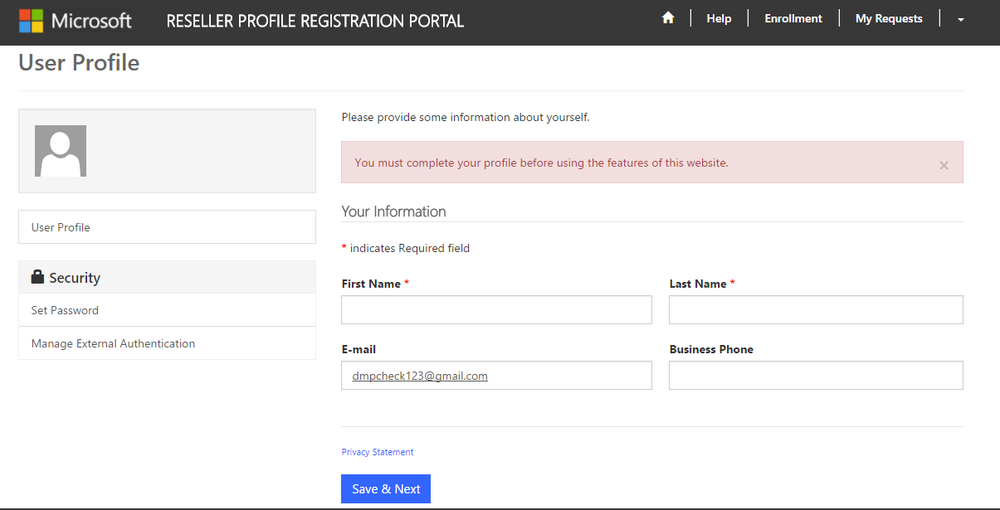 Microsoft RESELLER PROFILE REGISTRATION PORTAL Help Enrollment My Requests
User Profile
User Profile
Security
Set Password
Manage External Authentication
Please provide some information about yourself.
You must complete your profile before using the features of this website. ×
Your Information
* indicates Required field
First Name * Last Name *
E-mail Business Phone
dmpcheck123@gmail.com
Privacy Statement
Save & Next